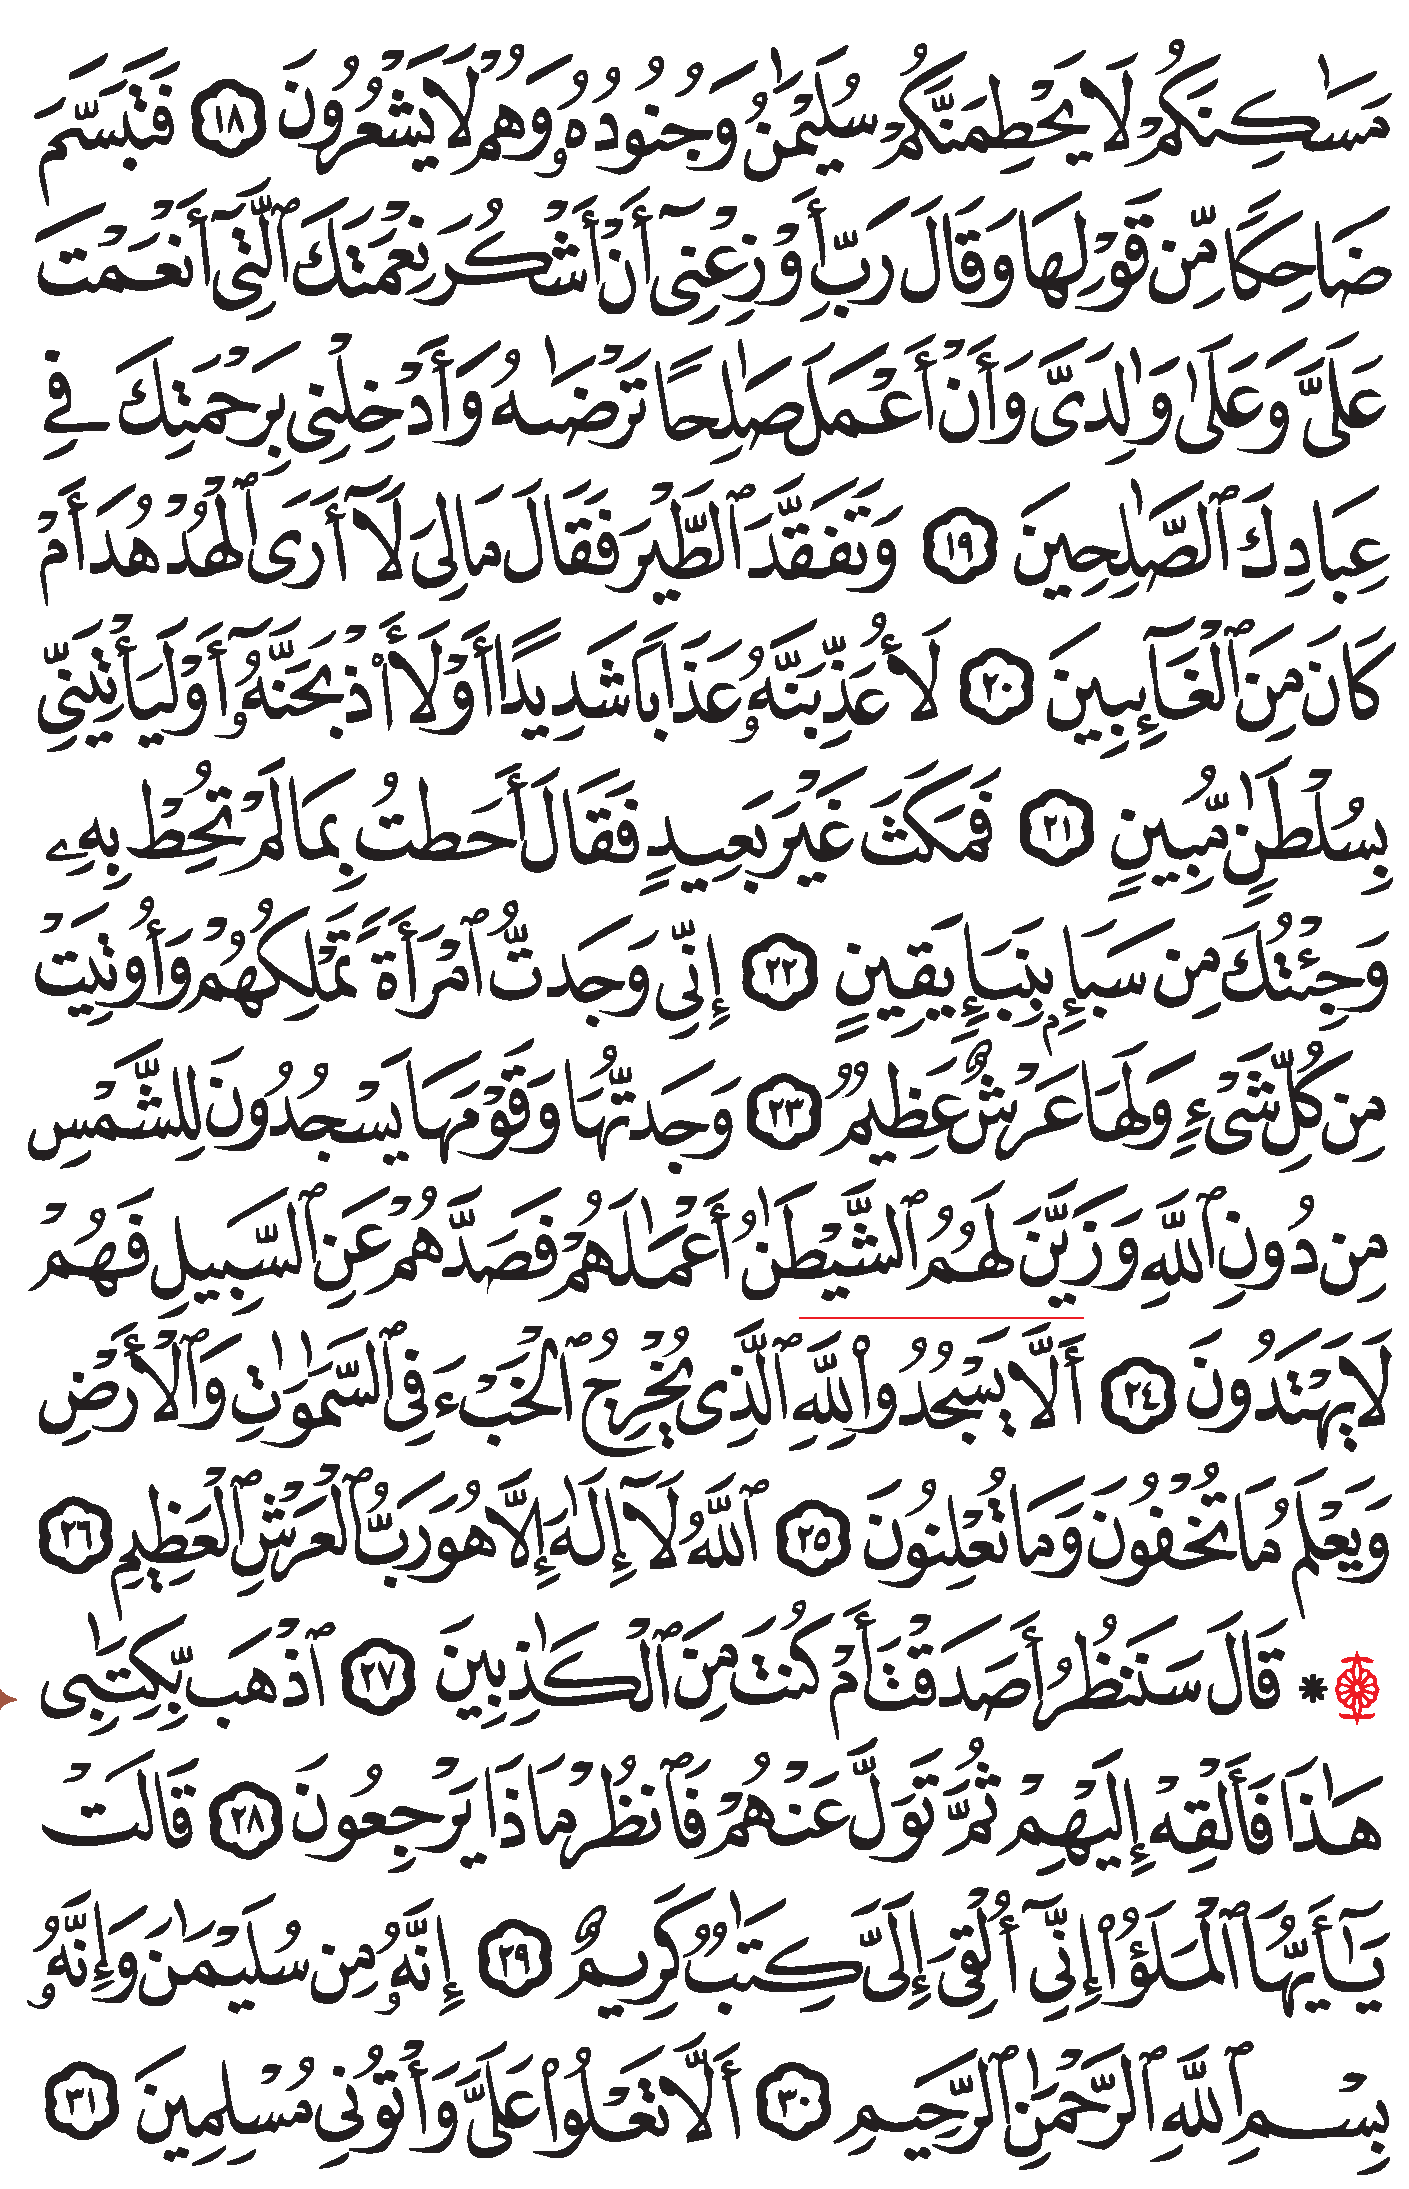 مَسَٰكِنَكُمْ لَا يَحْطِمَنَّكُمْ سُلَيْمَٰنُ وَجُنُودُهُۥ وَهُمْ لَا يَشْعُرُونَ ١٨ فَتَبَسَّمَ
ضَاحِكًا مِّن قَوْلِهَا وَقَالَ رَبِّ أَوْزِعْنِىٓ أَنْ أَشْكُرَ نِعْمَتَكَ ٱلَّتِىٓ أَنْعَمْتَ
عَلَىَّ وَعَلَىٰ وَٰلِدَىَّ وَأَنْ أَعْمَلَ صَٰلِحًا تَرْضَىٰهُ وَأَدْخِلْنِى بِرَحْمَتِكَ فِى
عِبَادِكَ ٱلصَّٰلِحِينَ ١٩ وَتَفَقَّدَ ٱلطَّيْرَ فَقَالَ مَالِى لَآ أَرَى ٱلْهُدْهُدَ أَمْ
كَانَ مِنَ ٱلْغَآئِبِينَ ٢٠ لَأُعَذِّبَنَّهُۥ عَذَابًا شَدِيدًا أَوْ لَأَا۟ذْبَحَنَّهُۥٓ أَوْ لَيَأْتِيَنِّى
بِسُلْطَٰنٍ مُّبِينٍ ٢١ فَمَكَثَ غَيْرَ بَعِيدٍ فَقَالَ أَحَطتُ بِمَا لَمْ تُحِطْ بِهِۦ
وَجِئْتُكَ مِن سَبَإِۭ بِنَبَإٍ يَقِينٍ ٢٢ إِنِّى وَجَدتُّ ٱمْرَأَةً تَمْلِكُهُمْ وَأُوتِيَتْ
مِن كُلِّ شَىْءٍ وَلَهَا عَرْشٌ عَظِيمٌ ٢٣ وَجَدتُّهَا وَقَوْمَهَا يَسْجُدُونَ لِلشَّمْسِ
مِن دُونِ ٱللَّهِ وَزَيَّنَ لَهُمُ ٱلشَّيْطَٰنُ أَعْمَٰلَهُمْ فَصَدَّهُمْ عَنِ ٱلسَّبِيلِ فَهُمْ
لَا يَهْتَدُونَ ٢٤ أَلَّا يَسْجُدُوا۟ لِلَّهِ ٱلَّذِى يُخْرِجُ ٱلْخَبْءَ فِى ٱلسَّمَٰوَٰتِ وَٱلْأَرْضِ
وَيَعْلَمُ مَا تُخْفُونَ وَمَا تُعْلِنُونَ ٢٥ ٱللَّهُ لَآ إِلَٰهَ إِلَّا هُوَ رَبُّ ٱلْعَرْشِ ٱلْعَظِيمِ ٢٦
قَالَ سَنَنظُرُ أَصَدَقْتَ أَمْ كُنتَ مِنَ ٱلْكَٰذِبِينَ ٢٧ ٱذْهَب بِّكِتَٰبِى
هَٰذَا فَأَلْقِهْ إِلَيْهِمْ ثُمَّ تَوَلَّ عَنْهُمْ فَٱنظُرْ مَاذَا يَرْجِعُونَ ٢٨ قَالَتْ
يَٰٓأَيُّهَا ٱلْمَلَؤُا۟ إِنِّىٓ أُلْقِىَ إِلَىَّ كِتَٰبٌ كَرِيمٌ ٢٩ إِنَّهُۥ مِن سُلَيْمَٰنَ وَإِنَّهُۥ
بِسْمِ ٱللَّهِ ٱلرَّحْمَٰنِ ٱلرَّحِيمِ ٣٠ أَلَّا تَعْلُوا۟ عَلَىَّ وَأْتُونِى مُسْلِمِينَ ٣١